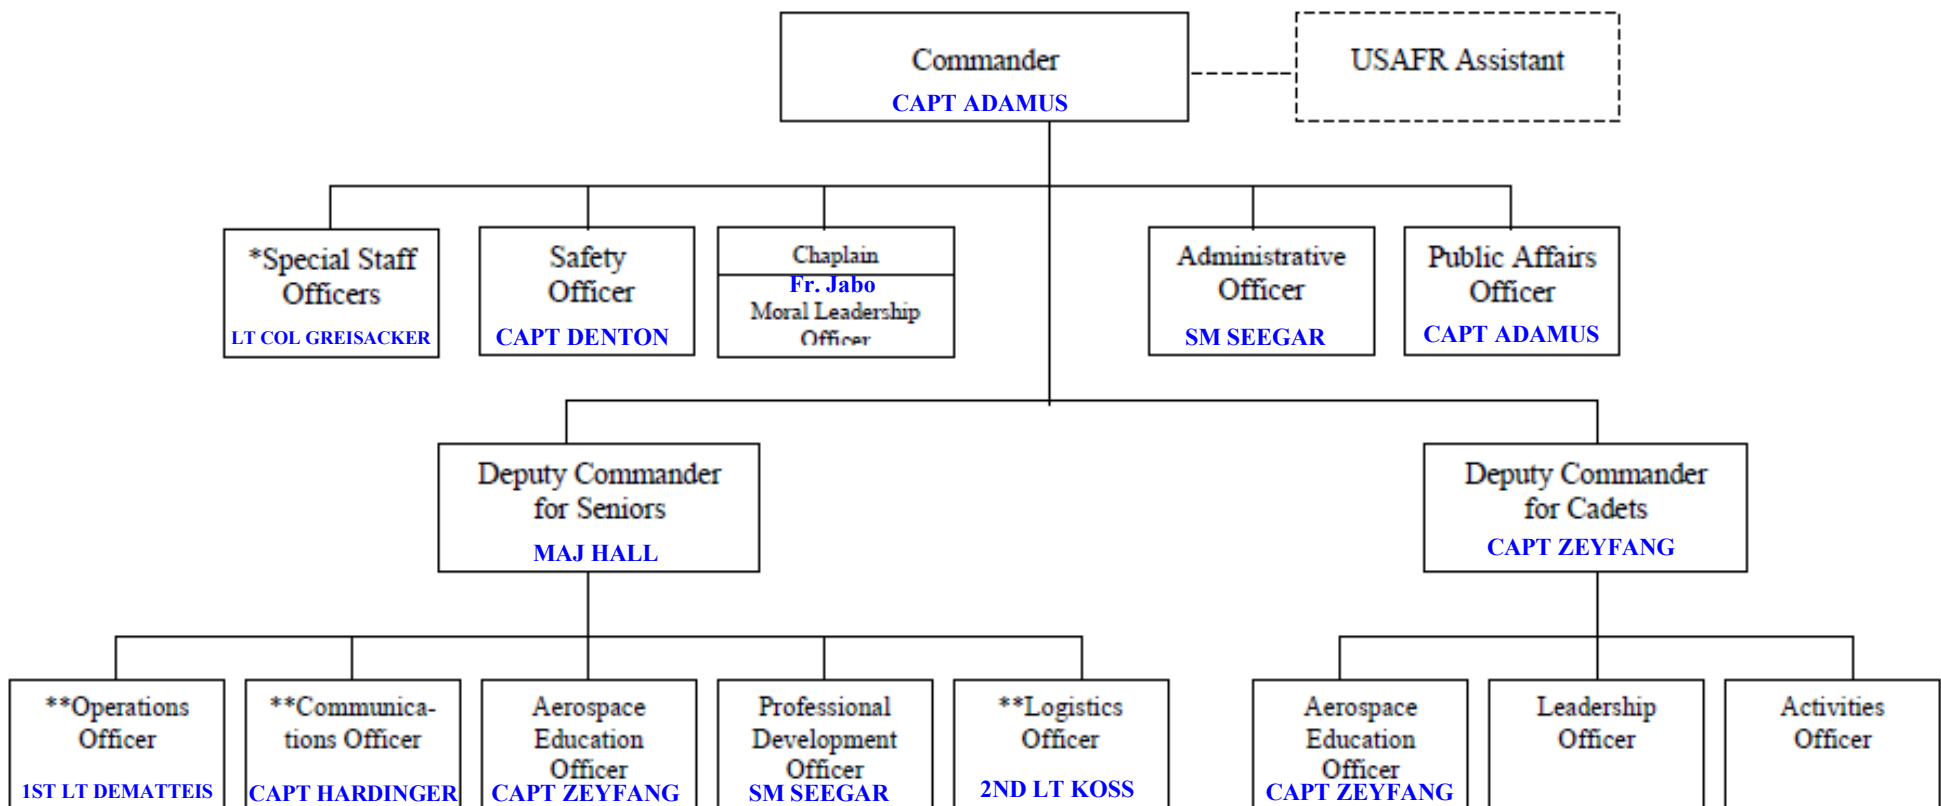 Commander
CAPT ADAMUS
USAFR Assistant
*Special Staff
Officers
LT COL GREISACKER
Safety
Officer
CAPT DENTON
Chaplain
Fr. Jabo
Moral Leadership
Officer
Administrative
Officer
SM SEEGAR
Public Affairs
Officer
CAPT ADAMUS
Deputy Commander
for Seniors
MAJ HALL
Deputy Commander
for Cadets
CAPT ZEYFANG
**Operations
Officer
1ST LT DEMATTEIS
**Communica-
tions Officer
CAPT HARDINGER
Aerospace
Education
Officer
CAPT ZEYFANG
Professional
Development
Officer
SM SEEGAR
**Logistics
Officer
2ND LT KOSS
Aerospace
Education
Officer
CAPT ZEYFANG
Leadership
Officer
Activities
Officer